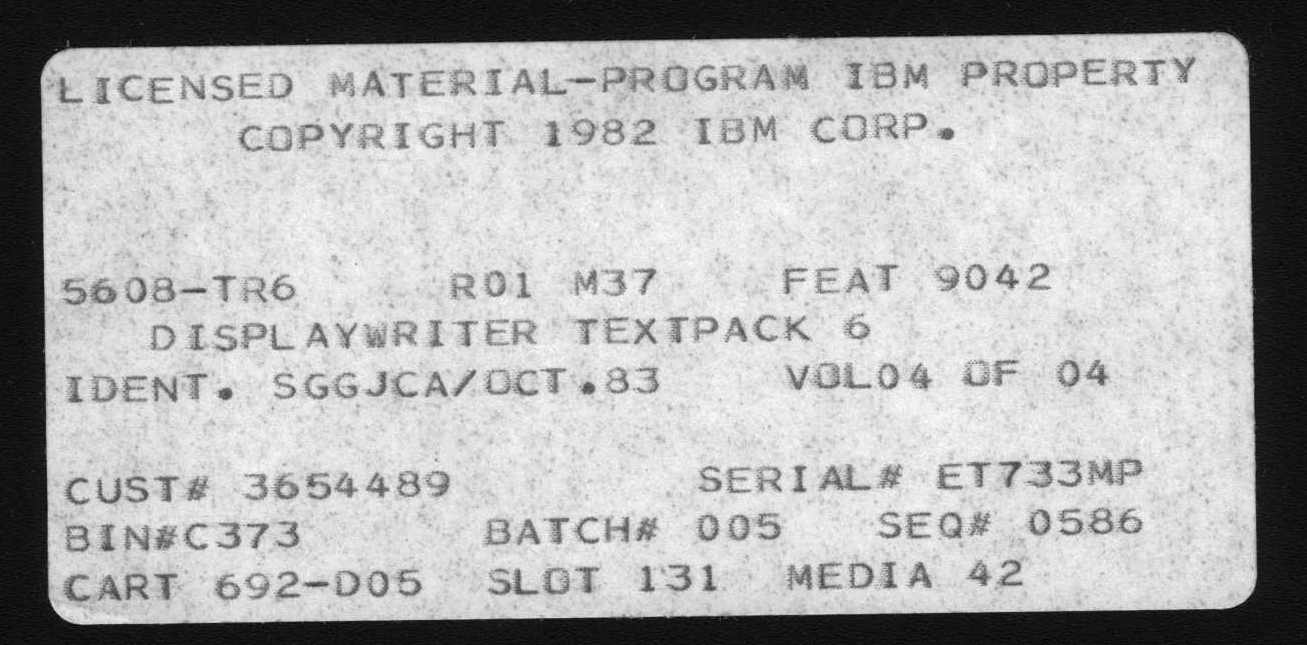 LICENSED MATERIAL-PROGRAM IBM PROPERTY
COPYRIGHT 1982 IBM CORP.
5608-TR6 R01 M37 FEAT 9042
DISPLAYWRITER TEXTPACK 6
IDENT. SGGJCA/OCT.83 VOL04 OF 04
CUST# 3654489 SERIAL# ET733MP
BIN#C373 BATCH# 005 SEQ# 0586
CART 692-D05 SLOT 131 MEDIA 42